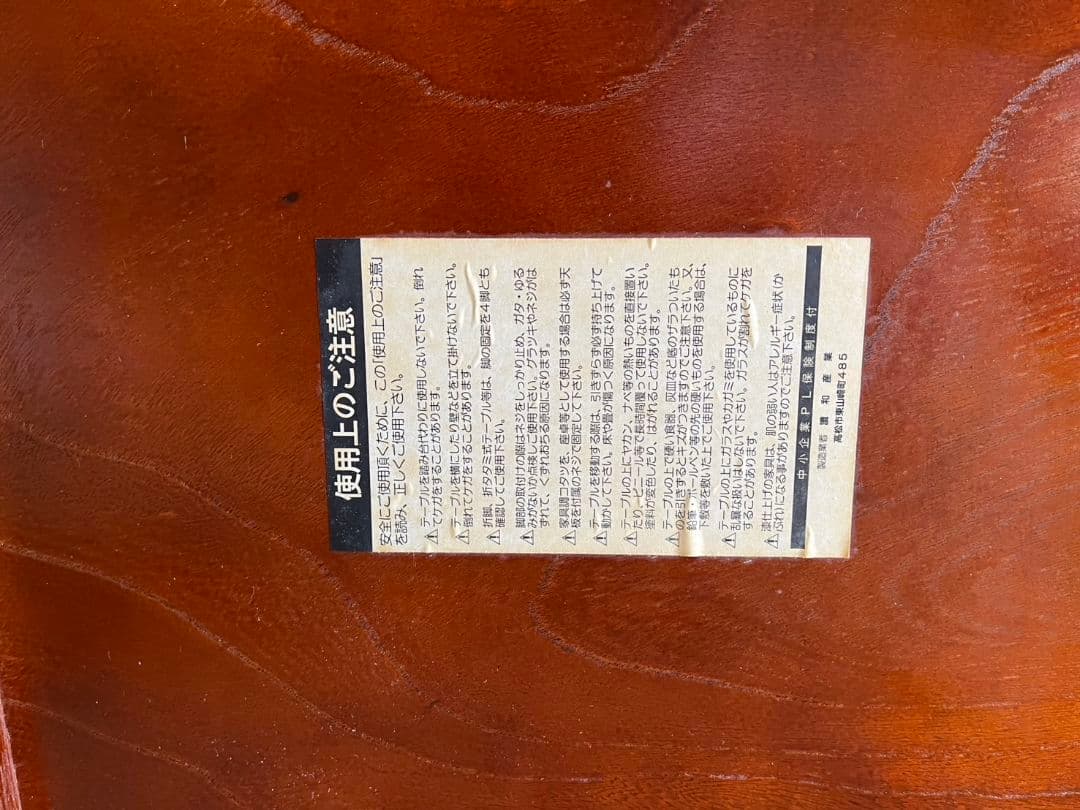 使用上のご注意
安全にご使用頂くために、この「使用上のご注意」
を読み、正しくご使用下さい。
⚠テーブルを踏み台代わりに使用しないで下さい。倒れ
てケガをすることがあります。
⚠テーブルを横にしたり壁などを立て掛けないで下さい。
倒れてケガをすることがあります。
⚠折脚、折タタミ式テーブル等は、脚の固定を4脚とも
確認してご使用下さい。
⚠脚部の取付けの際はネジをしっかり止め、ガタ・ゆる
みがないか点検しご使用下さい。グラツキやネジがは
ずれて、くずれおちる原因になります。
⚠家具調コタツを、座卓等として使用する場合は必ず天
板を付属のネジで固定して下さい。
⚠テーブルを移動する際は、引きずらず必ず持ち上げて
動かして下さい。床や畳が傷つく原因になります。
⚠テーブルの上にヤカン、ナベ等の熱いものを直接置い
たり、ビニール等で長時間覆って使用しないで下さい。
塗料が変色したり、はがれることがあります。
⚠テーブルの上で硬い食器、灰皿など底のザラついたも
のを引きずるとキズがつきますのでご注意下さい。又、
鉛筆・ボールペン等の先の硬いものを使用する場合は、
下敷等を敷いた上でご使用下さい。
⚠テーブルの上にガラスやカガミを使用しているものに
乱暴な扱いはしないで下さい。ガラスが割れてケガを
することがあります。
⚠漆仕上げの家具は、肌の弱い人はアレルギー症状(か
ぶれ)になる事がありますのでご注意下さい。
中小企業PL保険制度付
製造業者 讃和産業
高松市東山崎町485